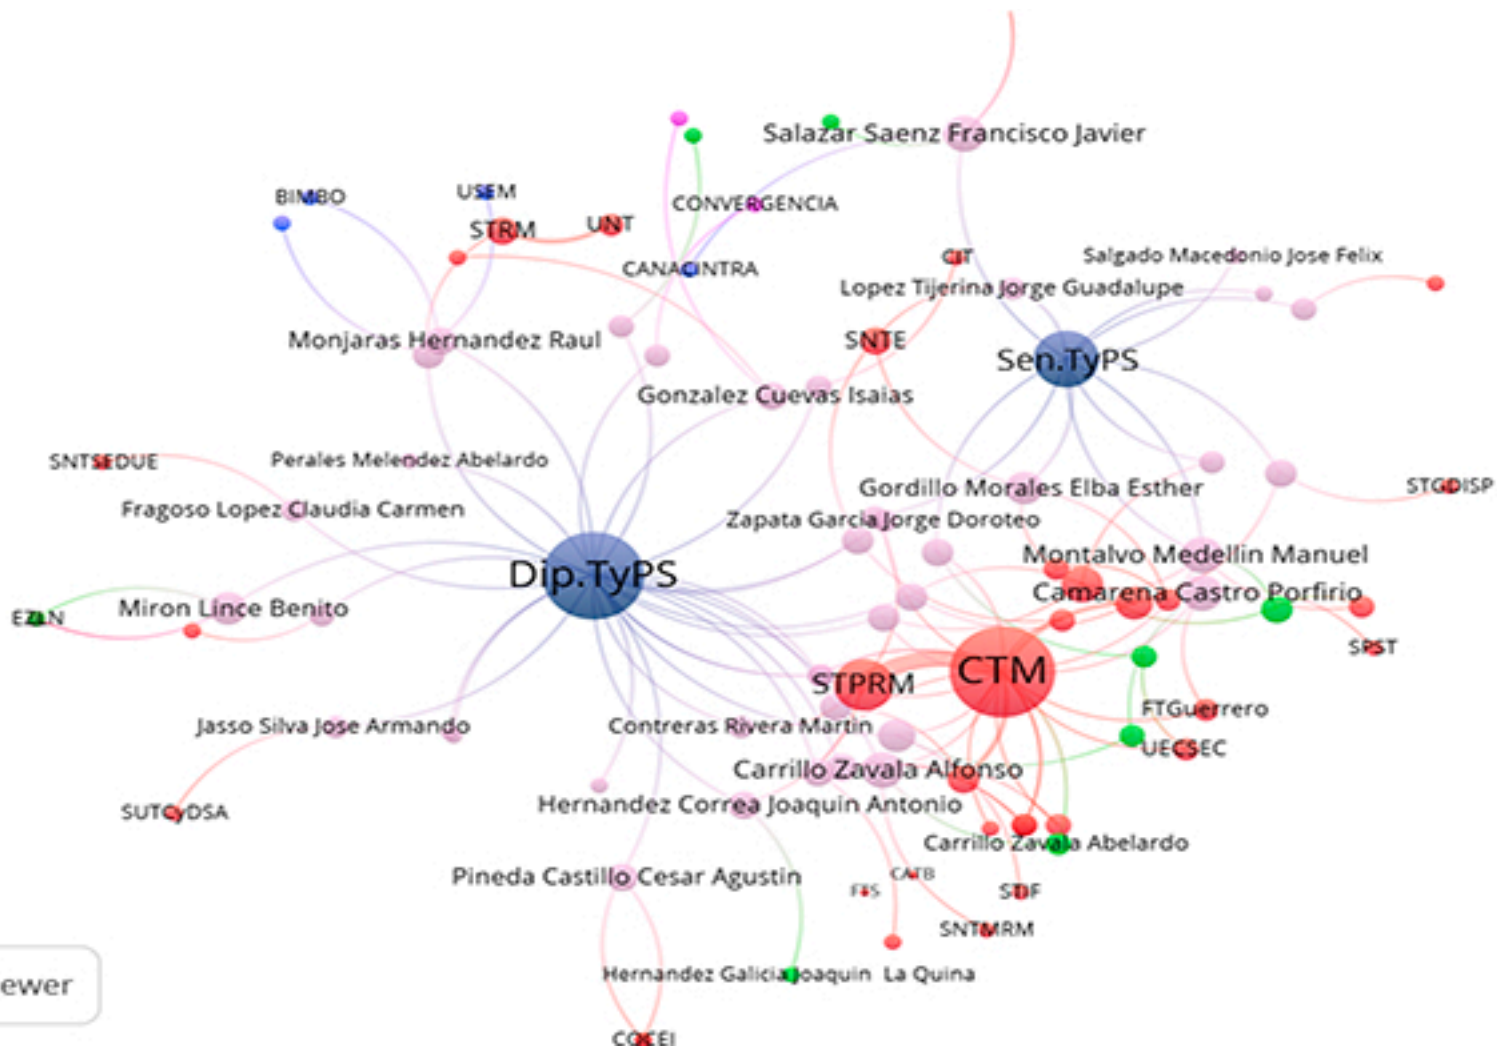 Salazar Saenz Francisco Javier
BIMBO
USEM
CONVERGENCIA
STRM
UNT
CANACINTRA
CIT
Salgado Macedonio Jose Felix
Lopez Tijerina Jorge Guadalupe
Monjaras Hernandez Raul
SNTE
Sen.TyPS
Gonzalez Cuevas Isaias
SNTSEDUE
Perales Melendez Abelardo
Gordillo Morales Elba Esther
STGDISP
Fragoso Lopez Claudia Carmen
Zapata Garcia Jorge Doroteo
Montalvo Medellin Manuel
Dip.TyPS
Camarena Castro Porfirio
EZLN
Miron Lince Benito
SPST
CTM
STPRM
FTGuerrero
Jasso Silva Jose Armando
Contreras Rivera Martin
UECSEC
Carrillo Zavala Alfonso
Hernandez Correa Joaquin Antonio
SUTCyDSA
Carrillo Zavala Abelardo
Pineda Castillo Cesar Agustin
CATB
FTS
STIF
SNTMRM
Hernandez Galicia Joaquin La Quina
ewer
COCEI